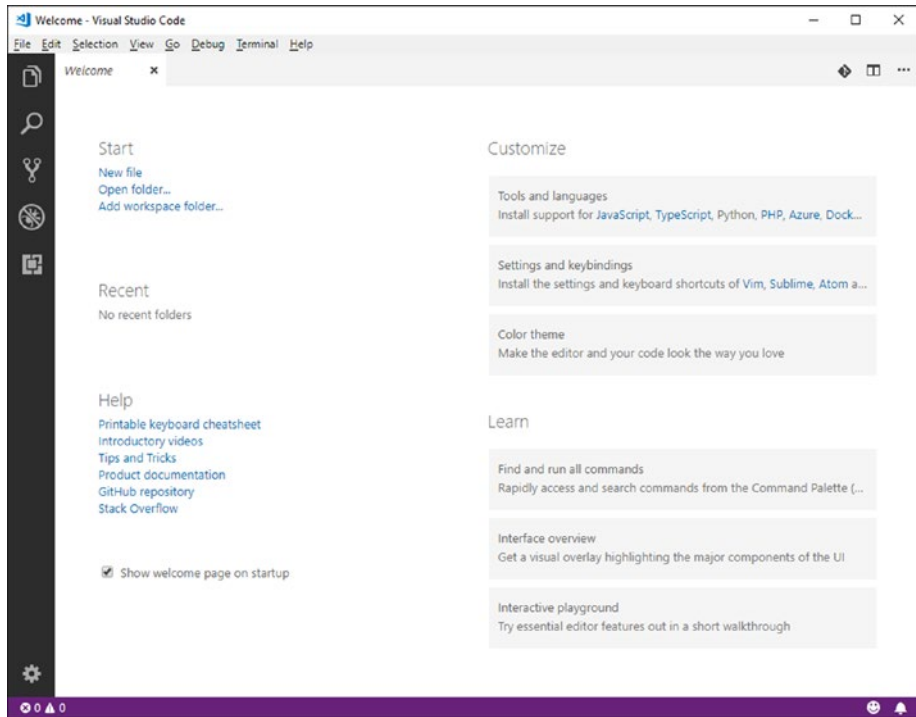 Welcome - Visual Studio Code
File Edit Selection View Go Debug Terminal Help
Welcome
Start
New file
Open folder...
Add workspace folder...
Recent
No recent folders
Help
Printable keyboard cheatsheet
Introductory videos
Tips and Tricks
Product documentation
GitHub repository
Stack Overflow
Show welcome page on startup
Customize
Tools and languages
Install support for JavaScript, TypeScript, Python, PHP, Azure, Dock...
Settings and keybindings
Install the settings and keyboard shortcuts of Vim, Sublime, Atom a...
Color theme
Make the editor and your code look the way you love
Learn
Find and run all commands
Rapidly access and search commands from the Command Palette (...
Interface overview
Get a visual overlay highlighting the major components of the UI
Interactive playground
Try essential editor features out in a short walkthrough
0 0